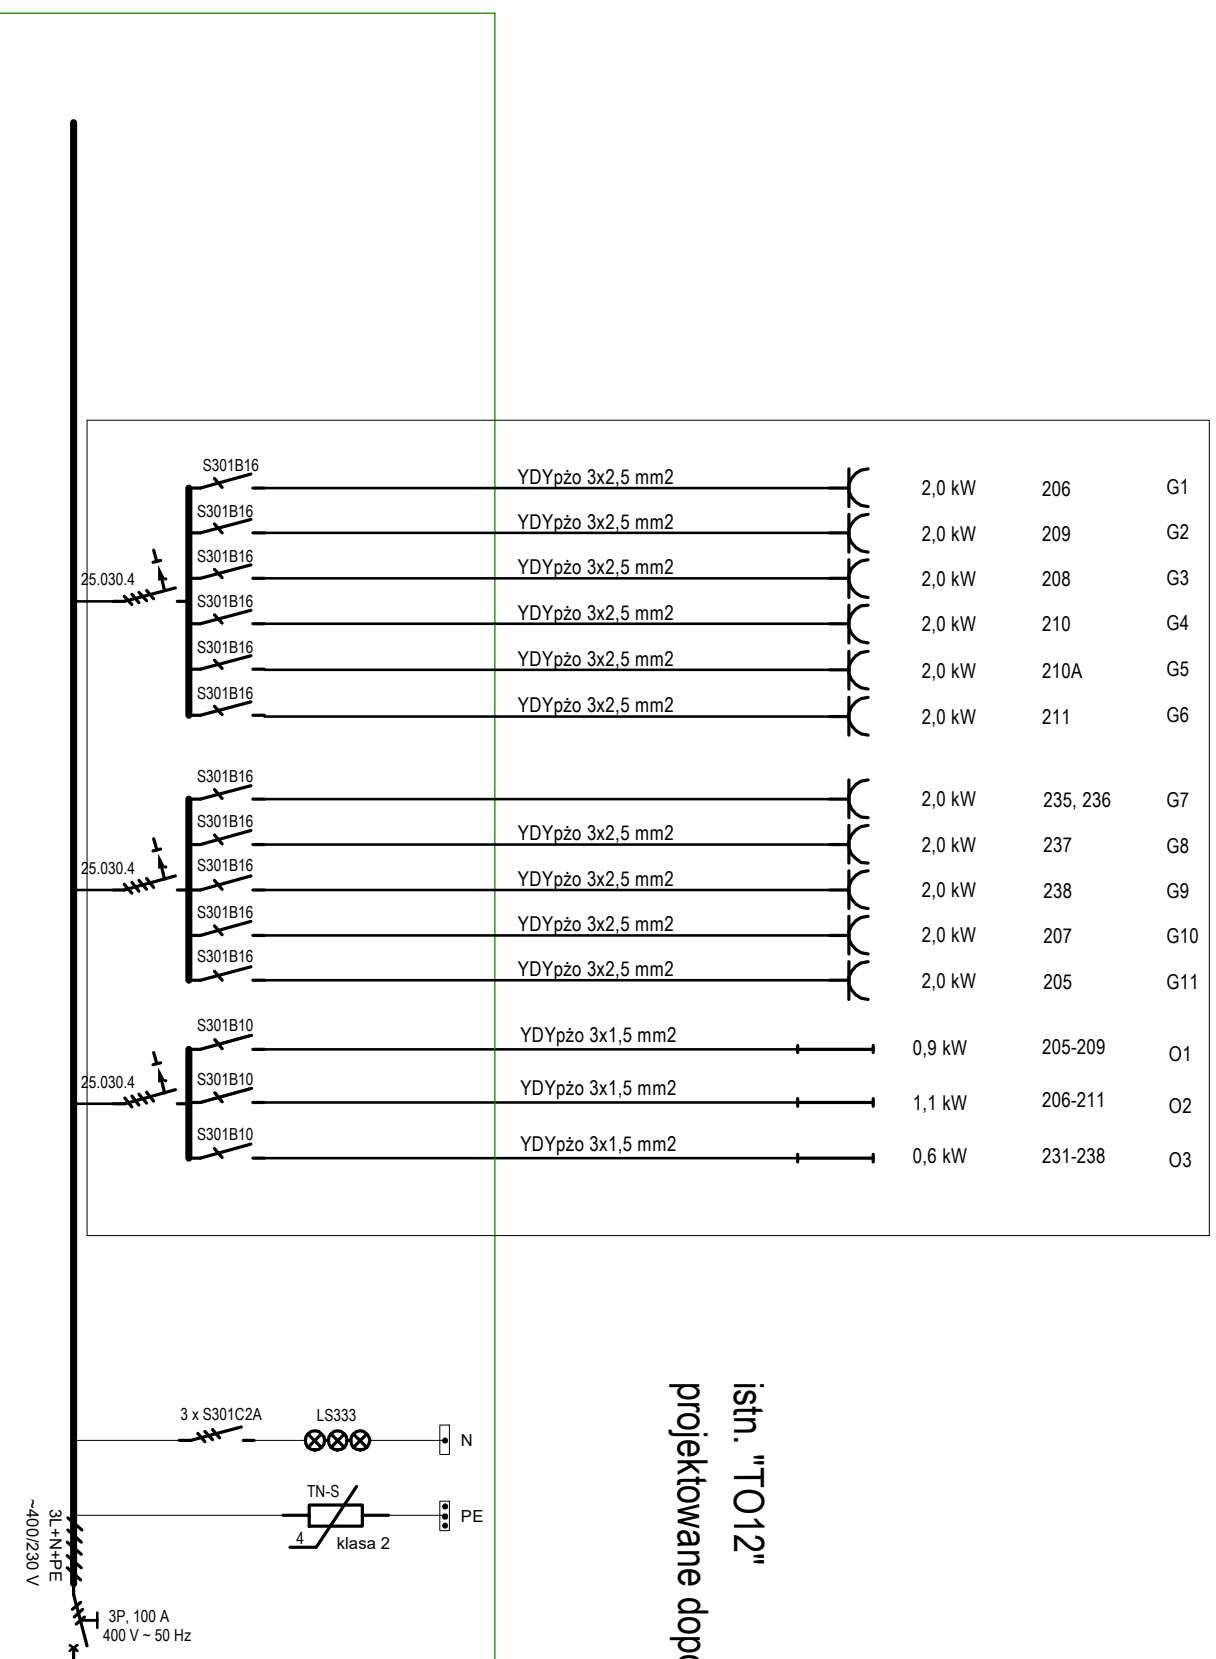 S301B16 YDYpżo 3x2,5 mm2 2,0 kW 206 G1
S301B16 YDYpżo 3x2,5 mm2 2,0 kW 209 G2
S301B16 YDYpżo 3x2,5 mm2 2,0 kW 208 G3
25.030.4
S301B16 YDYpżo 3x2,5 mm2 2,0 kW 210 G4
S301B16 YDYpżo 3x2,5 mm2 2,0 kW 210A G5
S301B16 YDYpżo 3x2,5 mm2 2,0 kW 211 G6
S301B16 2,0 kW 235, 236 G7
S301B16 YDYpżo 3x2,5 mm2 2,0 kW 237 G8
25.030.4
S301B16 YDYpżo 3x2,5 mm2 2,0 kW 238 G9
S301B16 YDYpżo 3x2,5 mm2 2,0 kW 207 G10
S301B16 YDYpżo 3x2,5 mm2 2,0 kW 205 G11
S301B10 YDYpżo 3x1,5 mm2 0,9 kW 205-209 O1
25.030.4
S301B10 YDYpżo 3x1,5 mm2 1,1 kW 206-211 O2
S301B10 YDYpżo 3x1,5 mm2 0,6 kW 231-238 O3
3 x S301C2A LS333 N
TN-S PE
4 klasa 2
3L+N+PE
~400/230 V
3P, 100 A
400 V ~ 50 Hz
istn. "TO12"
projektowane